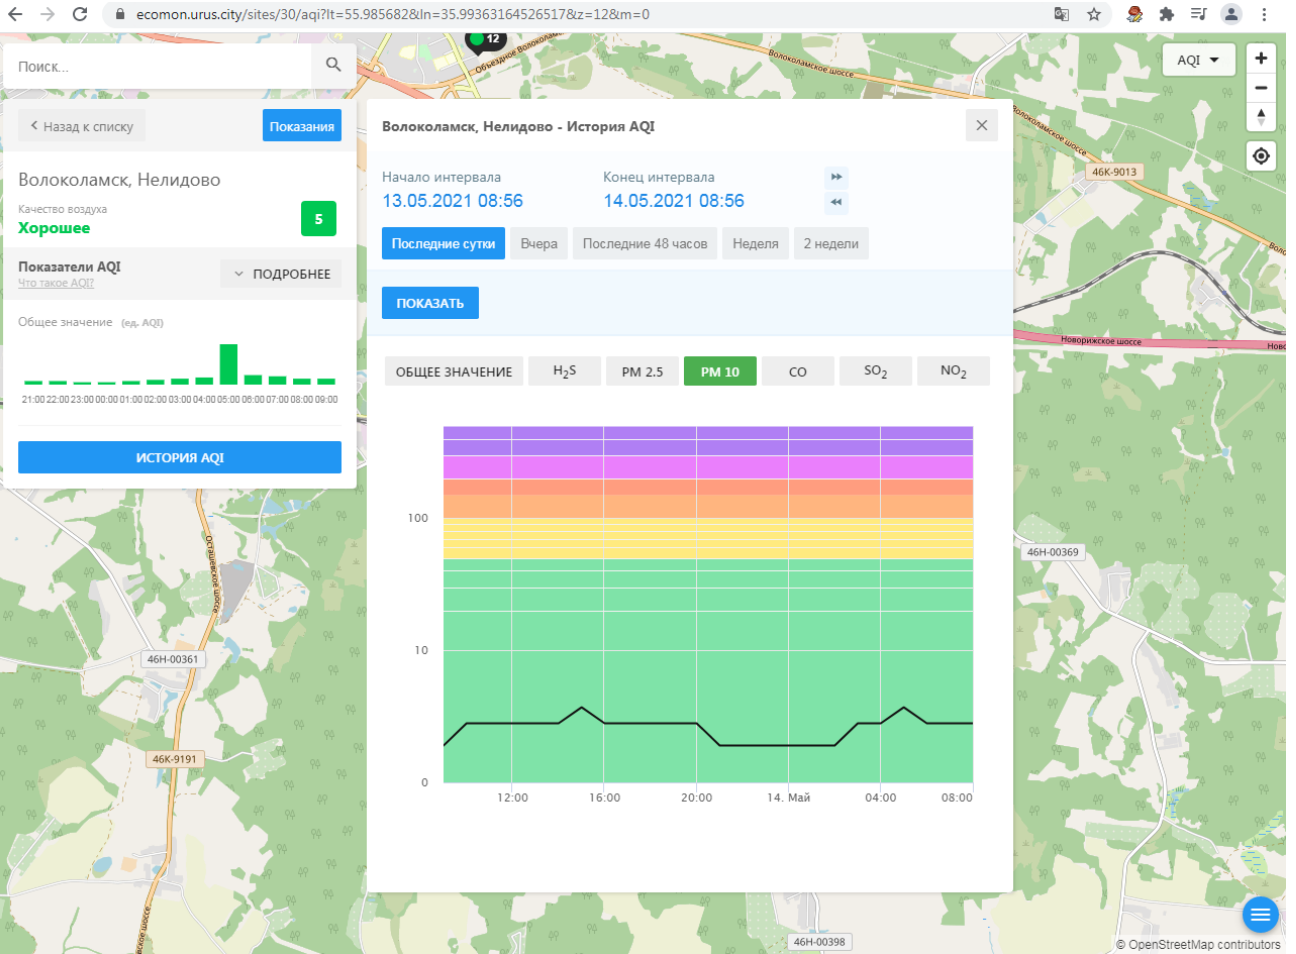 ecomon.urus.city/sites/30/aqi?lt=55.985682&ln=35.99363164526517&z=12&m=0
12
Объездное Волоколамск
Волоколамское шоссе
Поиск...
AQI
Назад к списку
Показания
Волоколамск, Нелидово - История AQI
Волоколамское шоссе
46К-9013
Волоколамск, Нелидово
Качество воздуха
Хорошее
5
Начало интервала
Конец интервала
13.05.2021 08:56
14.05.2021 08:56
Последние сутки
Вчера
Последние 48 часов
Неделя
2 недели
Показатели AQI
Что такое AQI?
ПОДРОБНЕЕ
ПОКАЗАТЬ
Общее значение (ед. AQI)
Новорижское шоссе
Ново
ОБЩЕЕ ЗНАЧЕНИЕ
H2S
PM 2.5
PM 10
CO
SO2
NO2
21:00 22:00 23:00 00:00 01:00 02:00 03:00 04:00 05:00 06:00 07:00 08:00 09:00
ИСТОРИЯ AQI
100
10
0
12:00
16:00
20:00
14. Май
04:00
08:00
Осташёвское шоссе
46Н-00369
46Н-00361
46К-9191
46Н-00398
© OpenStreetMap contributors